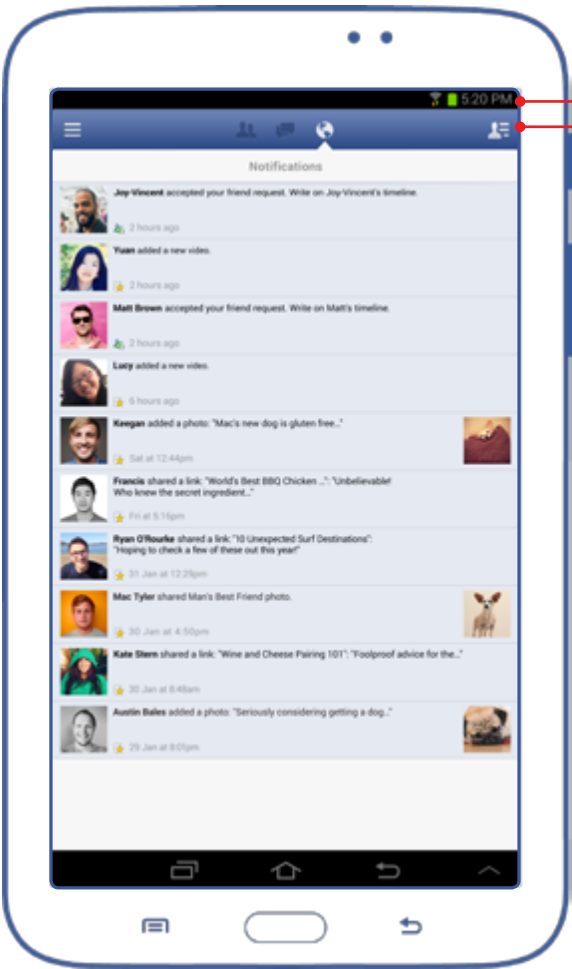 5:20 PM
Notifications
Joy-Vincent accepted your friend request. Write on Joy-Vincent's timeline.
2 hours ago
Yuan added a new video.
2 hours ago
Matt Brown accepted your friend request. Write on Matt's timeline.
2 hours ago
Lucy added a new video.
6 hours ago
Keegan added a photo: "Mac's new dog is gluten free..."
Sat at 12:44pm
Francis shared a link: "World's Best BBQ Chicken ...": "Unbelievable!
Who knew the secret ingredient..."
Fri at 5:16pm
Ryan O'Rourke shared a link: "10 Unexpected Surf Destinations":
"Hoping to check a few of these out this year!"
31 Jan at 12:29pm
Mac Tyler shared Man's Best Friend photo.
30 Jan at 4:50pm
Kate Stern shared a link: "Wine and Cheese Pairing 101": "Foolproof advice for the..."
30 Jan at 8:48am
Austin Bales added a photo: "Seriously considering getting a dog..."
29 Jan at 8:01pm